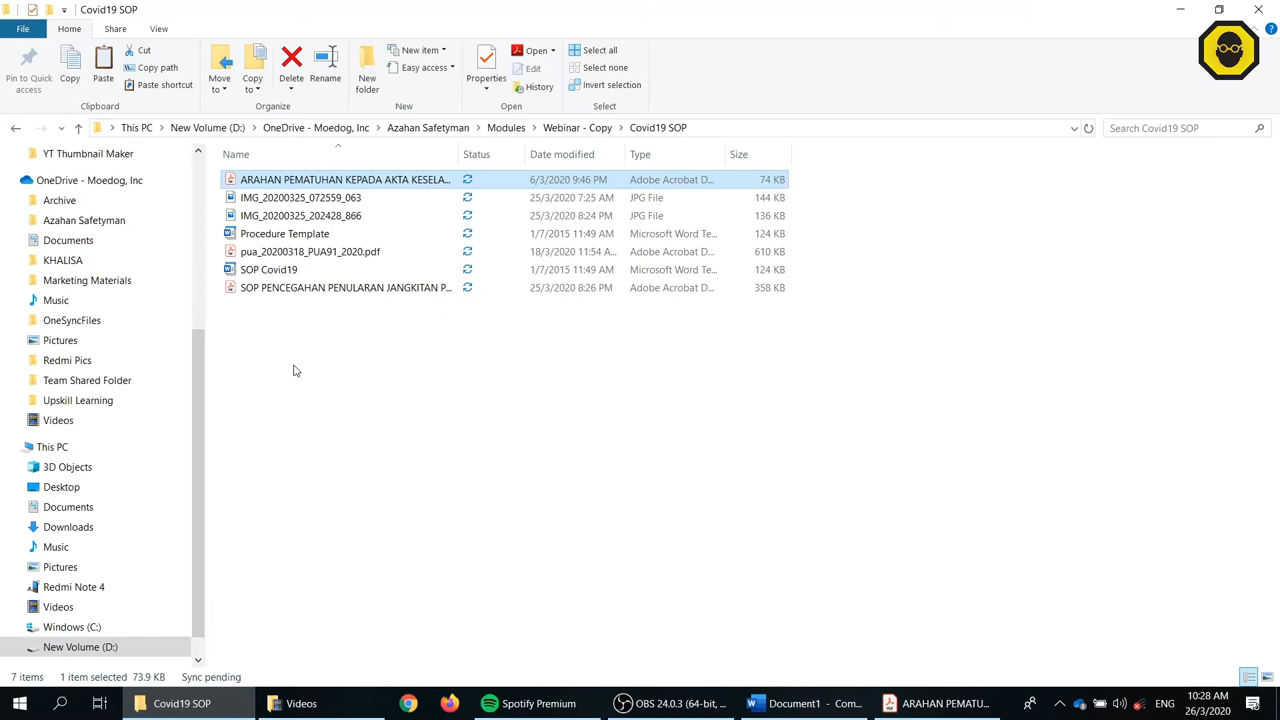 Covid19 SOP
File Home Share View
Pin to Quick access
Copy
Paste
Cut
Copy path
Paste shortcut
Clipboard
Move to
Copy to
Delete
Rename
Organize
New folder
New item
Easy access
New
Properties
Open
Edit
History
Open
Select all
Select none
Invert selection
Select
This PC > New Volume (D:) > OneDrive - Moedog, Inc > Azahan Safetyman > Modules > Webinar - Copy > Covid19 SOP
Search Covid19 SOP
YT Thumbnail Maker
OneDrive - Moedog, Inc
Archive
Azahan Safetyman
Documents
KHALISA
Marketing Materials
Music
OneSyncFiles
Pictures
Redmi Pics
Team Shared Folder
Upskill Learning
Videos
This PC
3D Objects
Desktop
Documents
Downloads
Music
Pictures
Redmi Note 4
Videos
Windows (C:)
New Volume (D:)
Name Status Date modified Type Size
ARAHAN PEMATUHAN KEPADA AKTA KESELA... 6/3/2020 9:46 PM Adobe Acrobat D... 74 KB
IMG_20200325_072559_063 25/3/2020 7:25 AM JPG File 144 KB
IMG_20200325_202428_866 25/3/2020 8:24 PM JPG File 136 KB
Procedure Template 1/7/2015 11:49 AM Microsoft Word Te... 124 KB
pua_20200318_PUA91_2020.pdf 18/3/2020 11:54 A... Adobe Acrobat D... 610 KB
SOP Covid19 1/7/2015 11:49 AM Microsoft Word Te... 124 KB
SOP PENCEGAHAN PENULARAN JANGKITAN P... 25/3/2020 8:26 PM Adobe Acrobat D... 358 KB
7 items 1 item selected 73.9 KB Sync pending
Covid19 SOP
Videos
Spotify Premium
OBS 24.0.3 (64-bit, ...
Document1 - Com...
ARAHAN PEMATU...
ENG
10:28 AM
26/3/2020